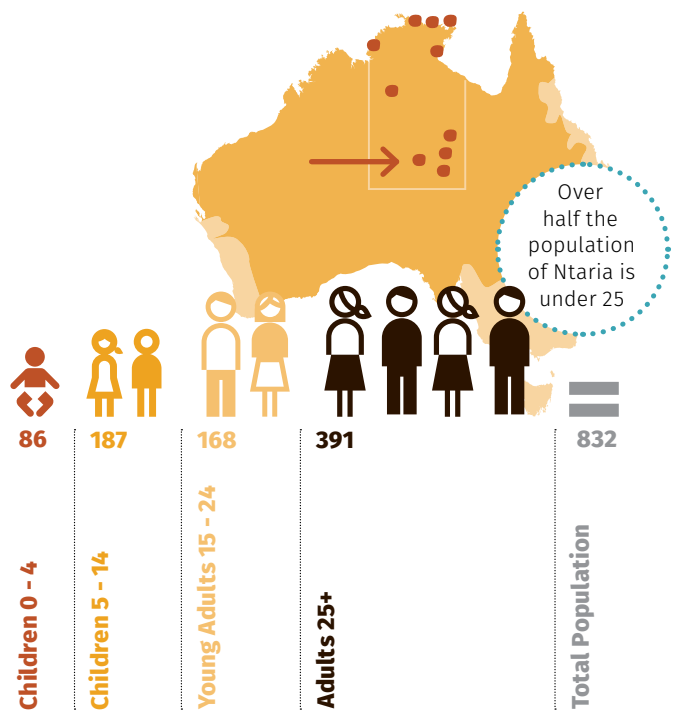 Over
half the
population
of Ntaria is
under 25
86
187
168
391
832
Children 0 - 4
Children 5 - 14
Young Adults 15 - 24
Adults 25+
Total Population